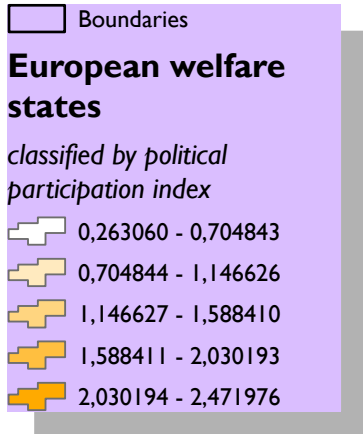 Boundaries
European welfare
states
classified by political
participation index
0,263060 - 0,704843
0,704844 - 1,146626
1,146627 - 1,588410
1,588411 - 2,030193
2,030194 - 2,471976